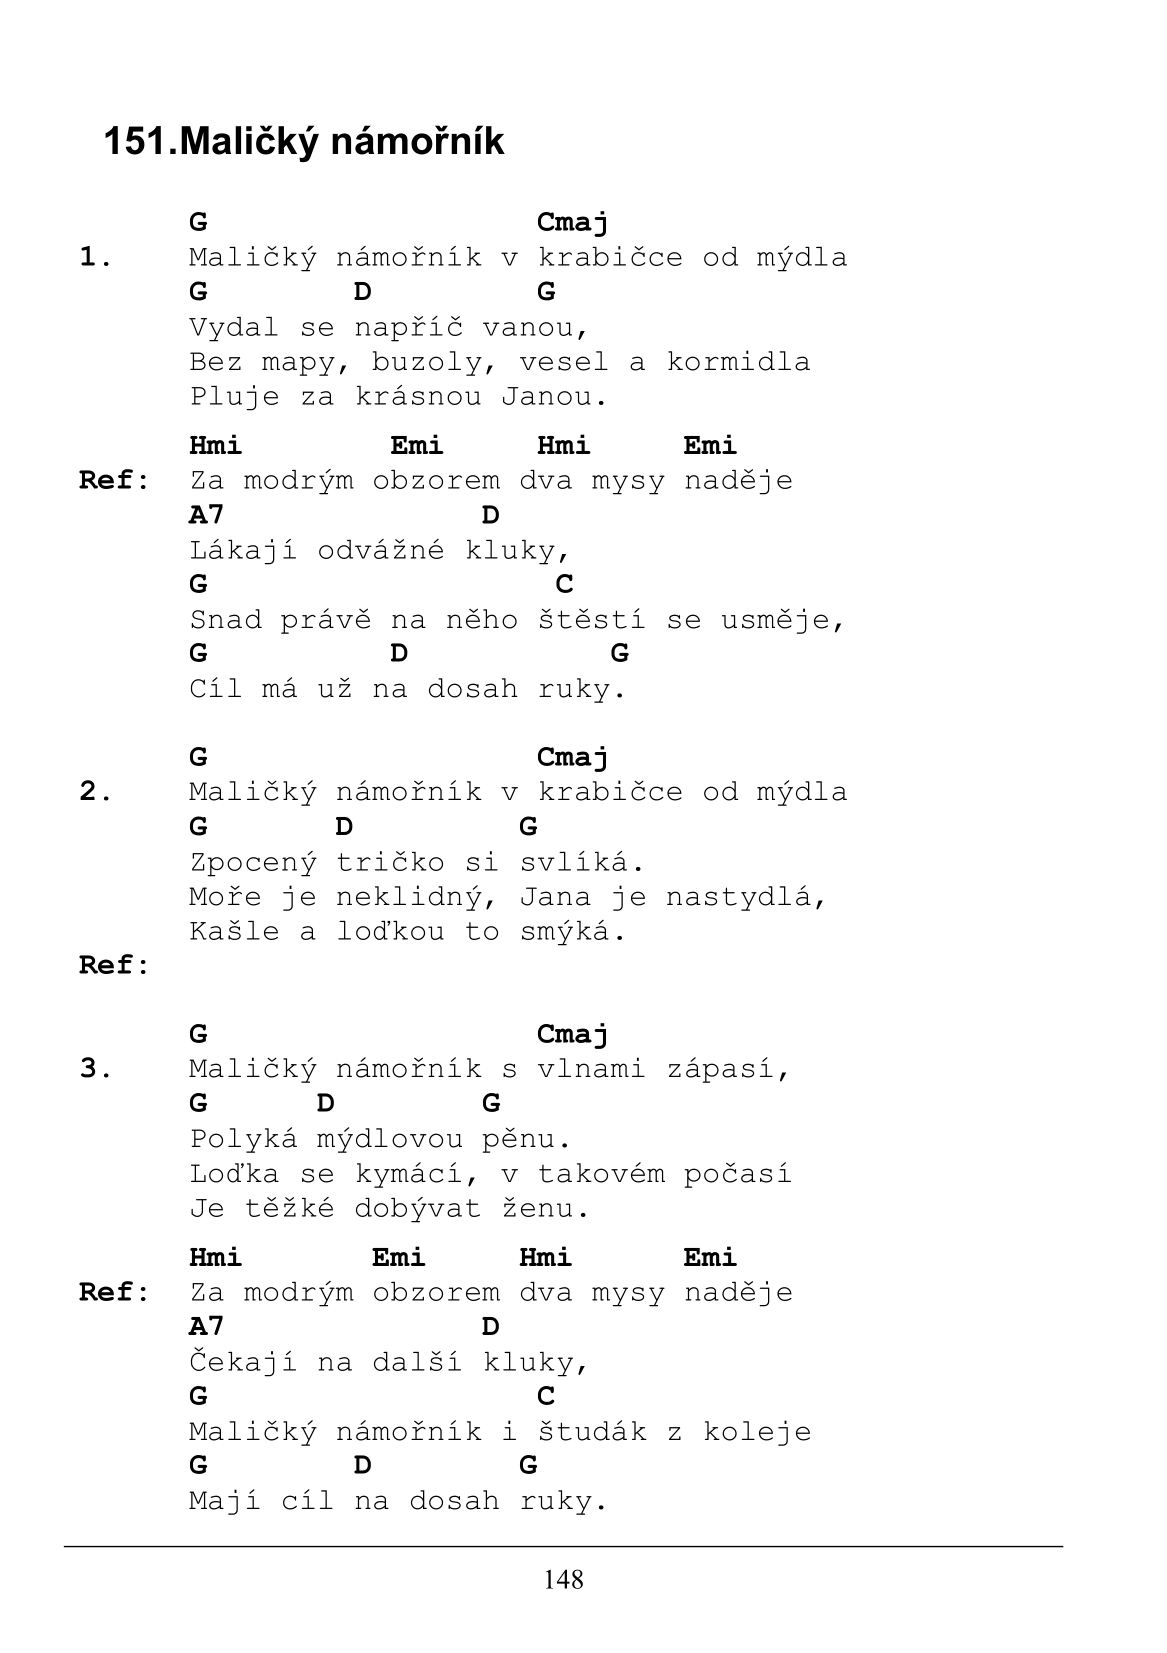 151.Maličký námořník
G Cmaj
1. Maličký námořník v krabičce od mýdla
G D G
Vydal se napříč vanou,
Bez mapy, buzoly, vesel a kormidla
Pluje za krásnou Janou.
Hmi Emi Hmi Emi
Ref: Za modrým obzorem dva mysy naděje
A7 D
Lákají odvážné kluky,
G C
Snad právě na něho štěstí se usměje,
G D G
Cíl má už na dosah ruky.
G Cmaj
2. Maličký námořník v krabičce od mýdla
G D G
Zpocený tričko si svlíká.
Moře je neklidný, Jana je nastydlá,
Kašle a loďkou to smýká.
Ref:
G Cmaj
3. Maličký námořník s vlnami zápasí,
G D G
Polyká mýdlovou pěnu.
Loďka se kymácí, v takovém počasí
Je těžké dobývat ženu.
Hmi Emi Hmi Emi
Ref: Za modrým obzorem dva mysy naděje
A7 D
Čekají na další kluky,
G C
Maličký námořník i študák z koleje
G D G
Mají cíl na dosah ruky.
148